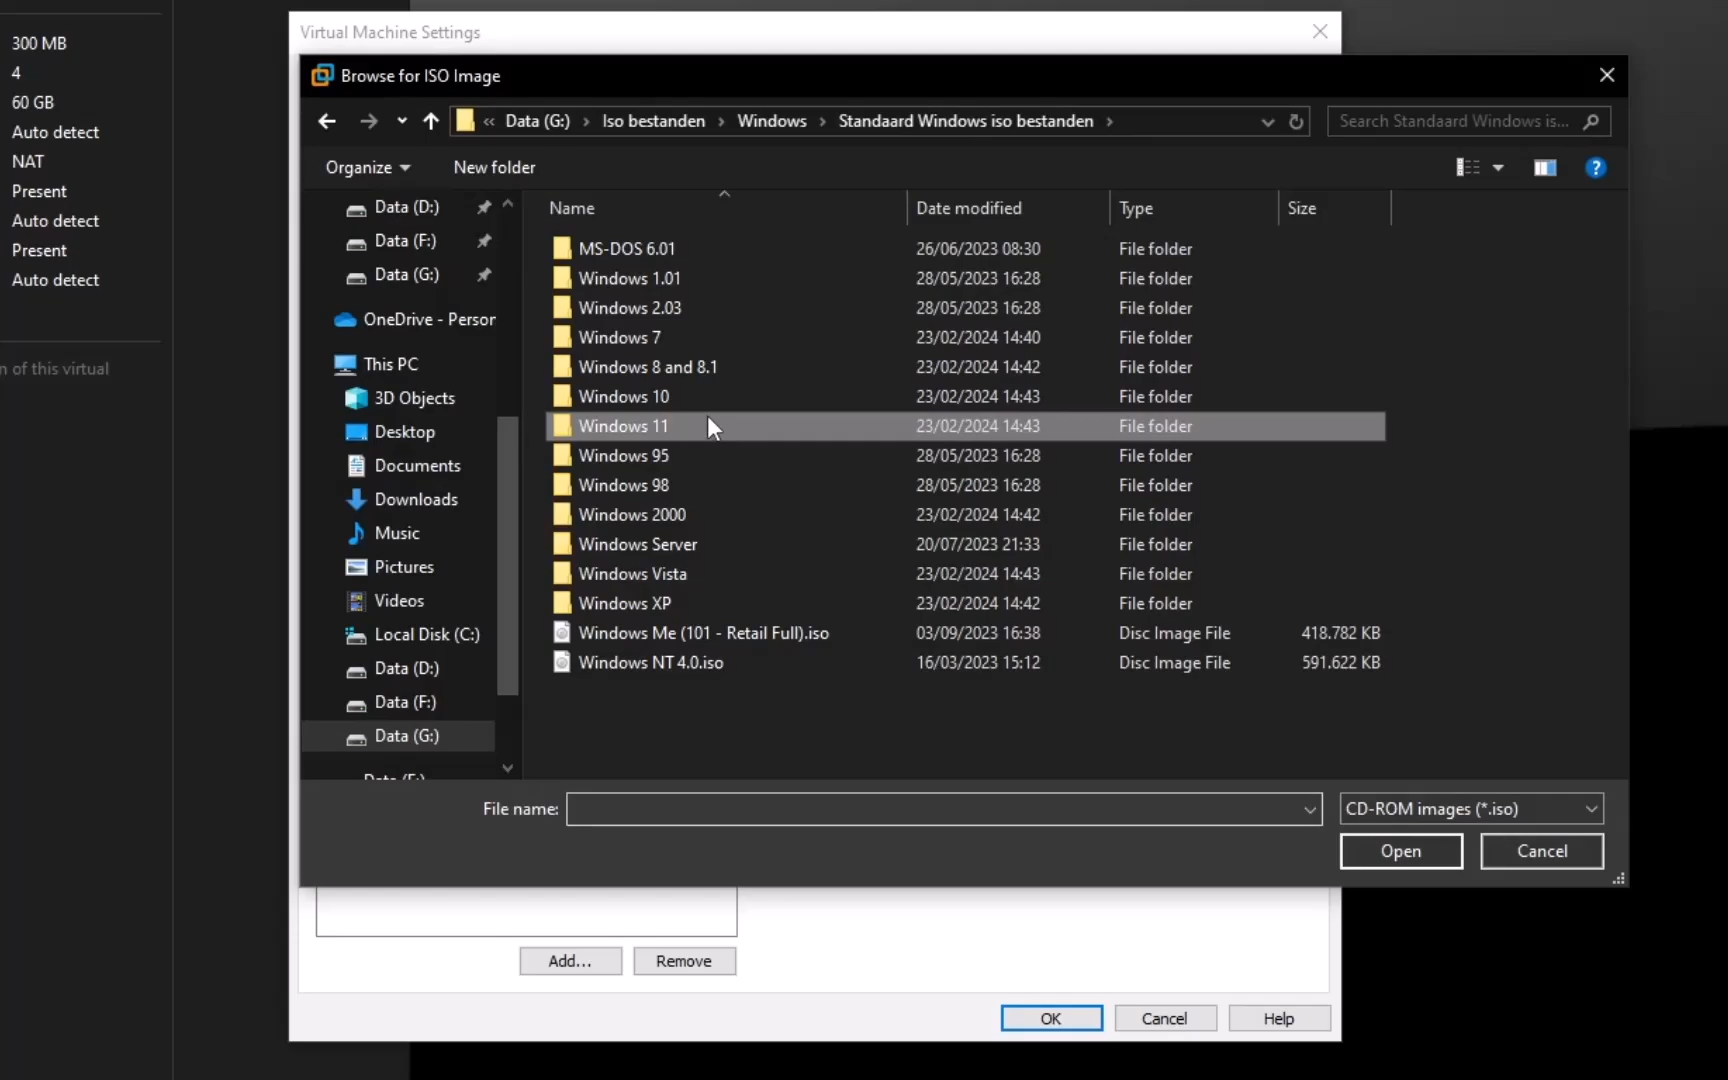 300 MB
4
60 GB
Auto detect
NAT
Present
Auto detect
Present
Auto detect
n of this virtual
Virtual Machine Settings
Browse for ISO Image
« Data (G:) › Iso bestanden › Windows › Standaard Windows iso bestanden ›
Search Standaard Windows is...
Organize
New folder
?
Data (D:)
Data (F:)
Data (G:)
OneDrive - Person
This PC
3D Objects
Desktop
Documents
Downloads
Music
Pictures
Videos
Local Disk (C:)
Data (D:)
Data (F:)
Data (G:)
Name Date modified Type Size
MS-DOS 6.01 26/06/2023 08:30 File folder
Windows 1.01 28/05/2023 16:28 File folder
Windows 2.03 28/05/2023 16:28 File folder
Windows 7 23/02/2024 14:40 File folder
Windows 8 and 8.1 23/02/2024 14:42 File folder
Windows 10 23/02/2024 14:43 File folder
Windows 11 23/02/2024 14:43 File folder
Windows 95 28/05/2023 16:28 File folder
Windows 98 28/05/2023 16:28 File folder
Windows 2000 23/02/2024 14:42 File folder
Windows Server 20/07/2023 21:33 File folder
Windows Vista 23/02/2024 14:43 File folder
Windows XP 23/02/2024 14:42 File folder
Windows Me (101 - Retail Full).iso 03/09/2023 16:38 Disc Image File 418.782 KB
Windows NT 4.0.iso 16/03/2023 15:12 Disc Image File 591.622 KB
File name:
CD-ROM images (*.iso)
Open
Cancel
Add...
Remove
OK
Cancel
Help